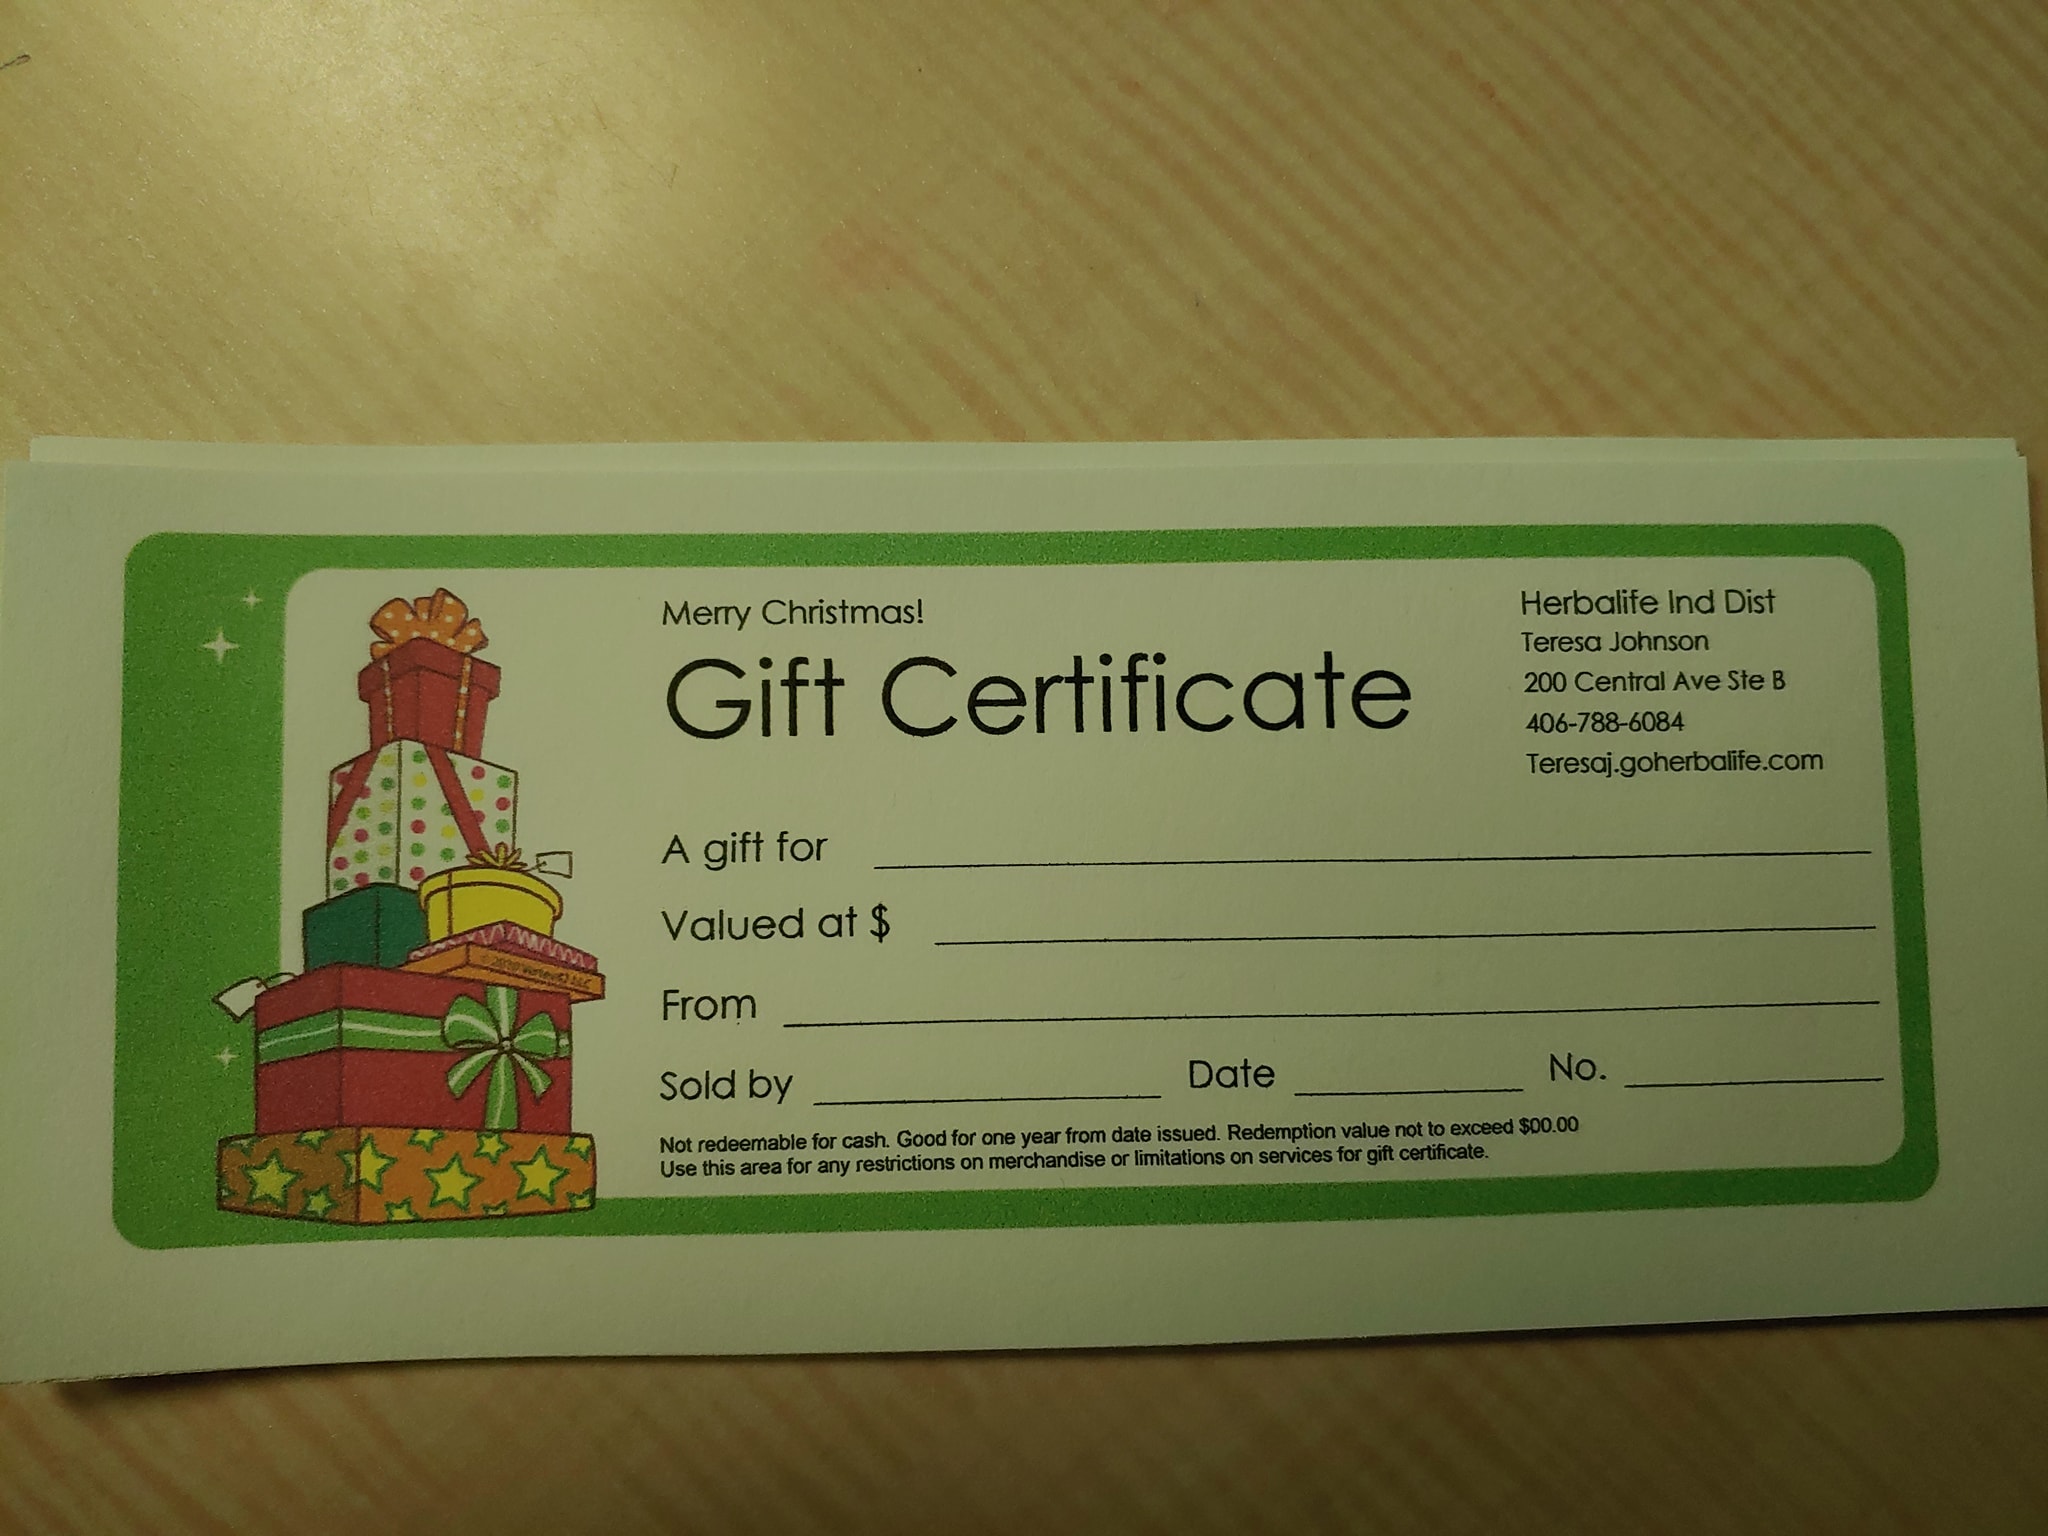 Merry Christmas!
Gift Certificate
Herbalife Ind Dist
Teresa Johnson
200 Central Ave Ste B
406-788-6084
Teresaj.goherbalife.com
A gift for
Valued at $
From
Sold by Date No.
Not redeemable for cash. Good for one year from date issued. Redemption value not to exceed $00.00
Use this area for any restrictions on merchandise or limitations on services for gift certificate.
© 2010 Vertex42 LLC